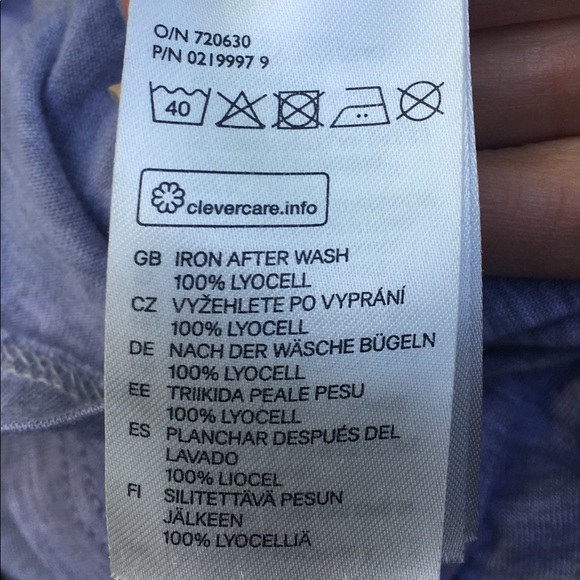 O/N 720630
P/N 0219997 9
40
clevercare.info
GB IRON AFTER WASH
100% LYOCELL
CZ VYŽEHLETE PO VYPRÁNÍ
100% LYOCELL
DE NACH DER WÄSCHE BÜGELN
100% LYOCELL
EE TRIIKIDA PEALE PESU
100% LYOCELL
ES PLANCHAR DESPUÉS DEL
LAVADO
100% LIOCEL
FI SILITETTÄVÄ PESUN
JÄLKEEN
100% LYOCELLIÄ